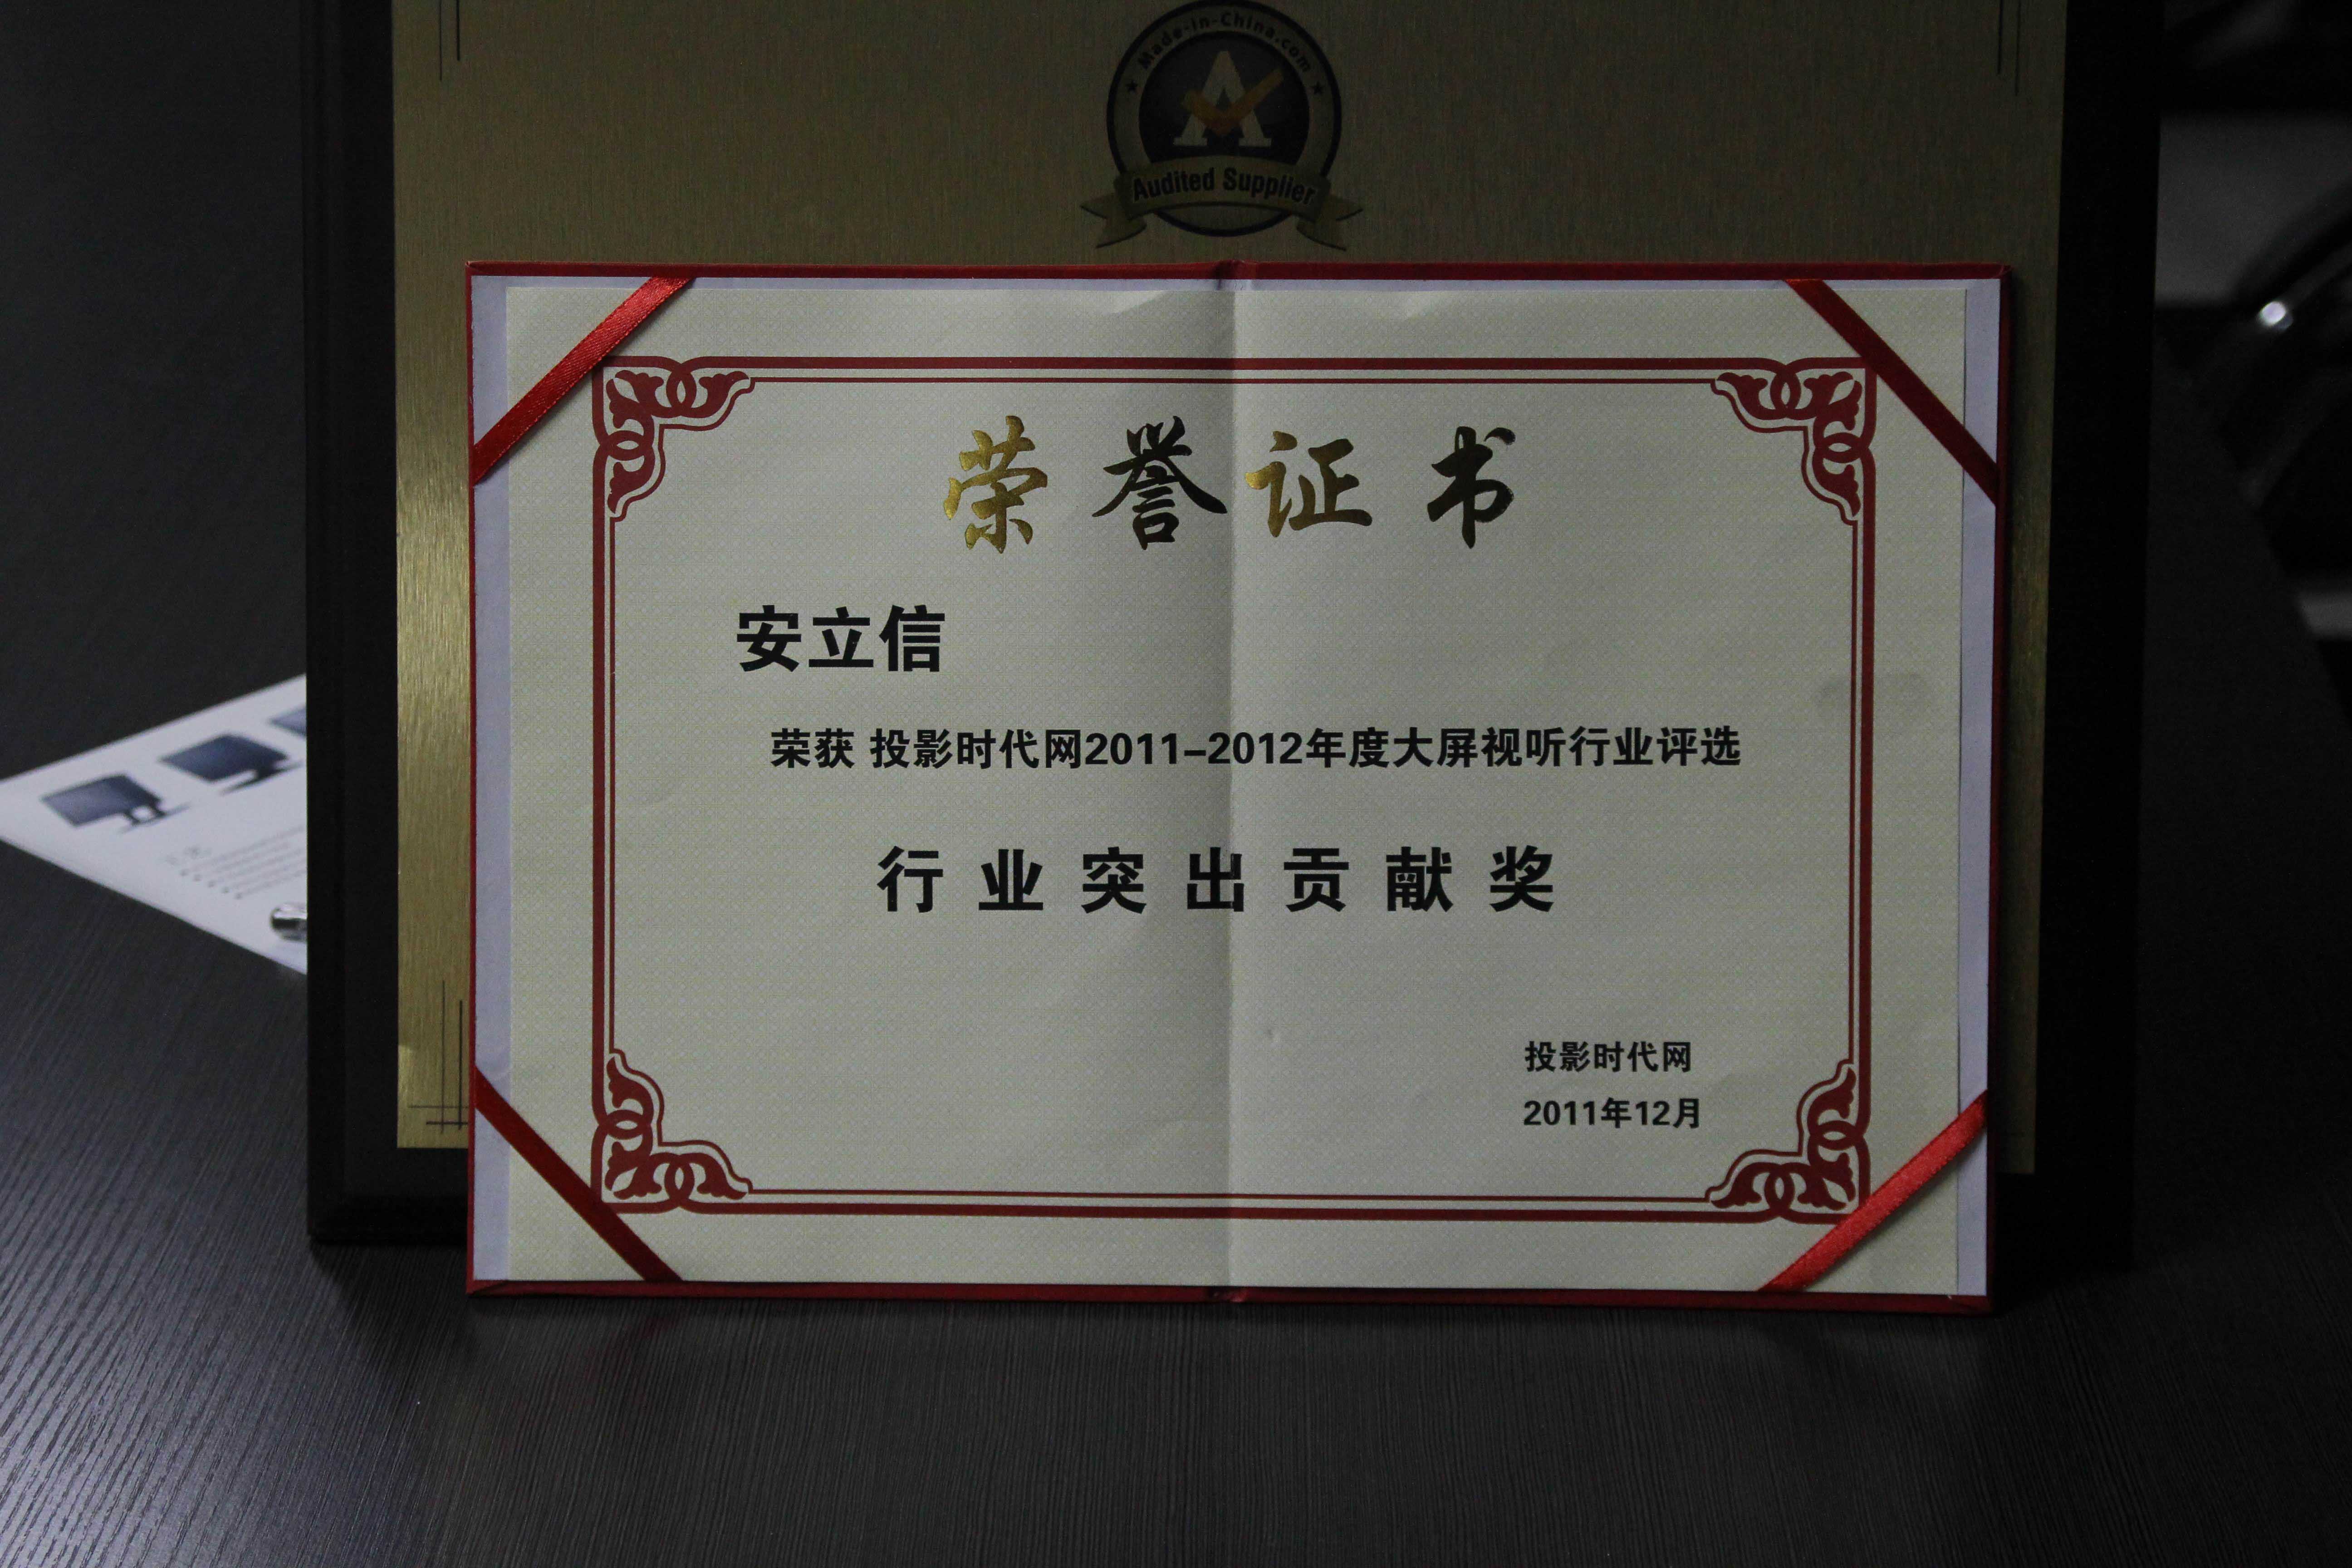 Made-in-China.com
A
Audited Supplier
荣誉证书
安立信
荣获 投影时代网2011-2012年度大屏视听行业评选
行业突出贡献奖
投影时代网
2011年12月